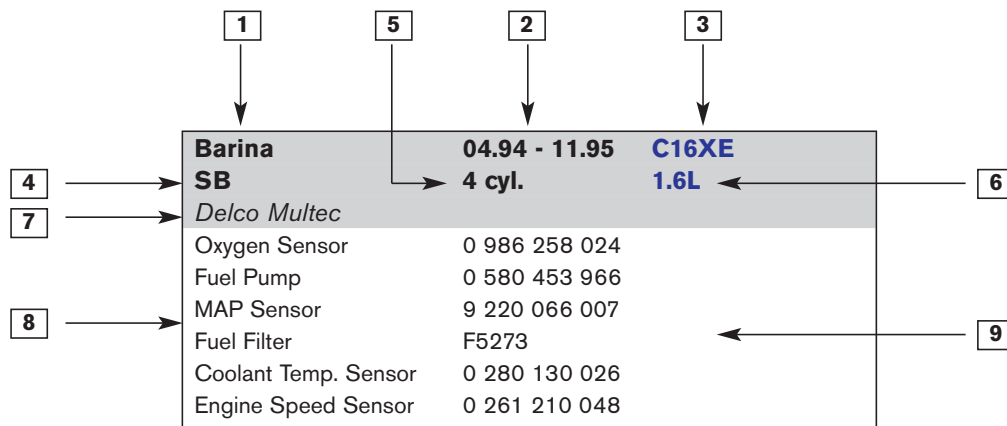 1 5 2 3
Barina 04.94 - 11.95 C16XE
4 SB 4 cyl. 1.6L 6
7 Delco Multec
Oxygen Sensor 0 986 258 024
Fuel Pump 0 580 453 966
MAP Sensor 9 220 066 007
8
Fuel Filter F5273 9
Coolant Temp. Sensor 0 280 130 026
Engine Speed Sensor 0 261 210 048